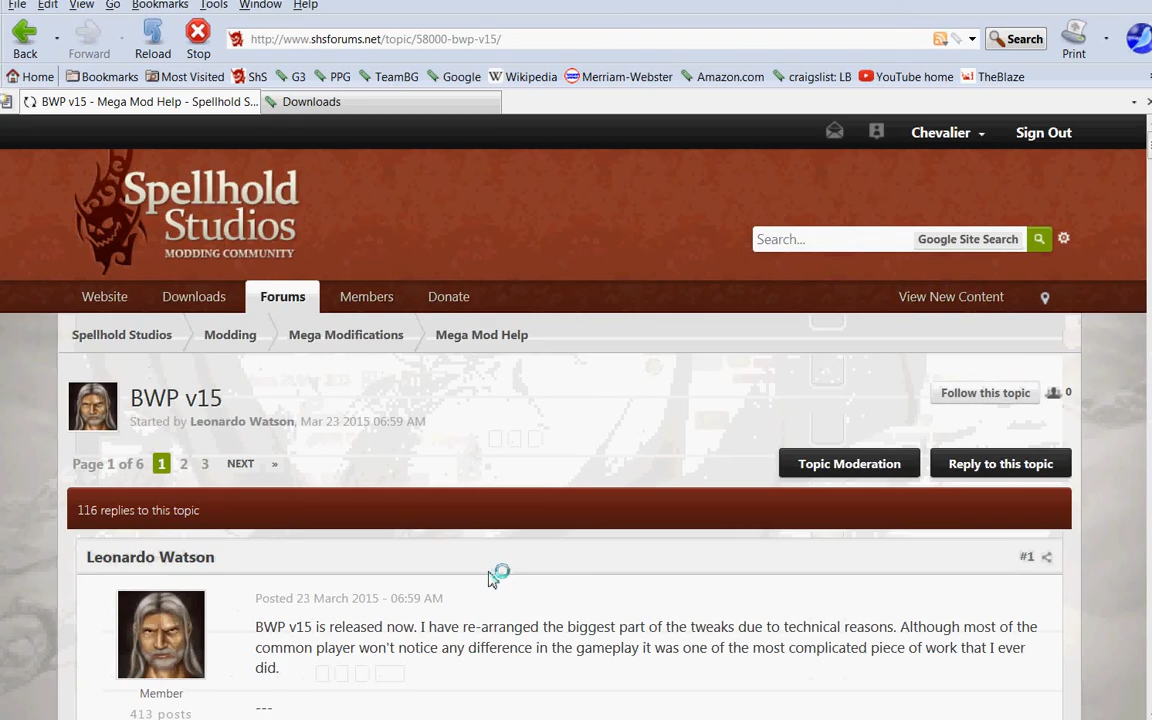 File Edit View Go Bookmarks Tools Window Help
Back Forward Reload Stop http://www.shsforums.net/topic/58000-bwp-v15/ Search Print
Home Bookmarks Most Visited ShS G3 PPG TeamBG Google Wikipedia Merriam-Webster Amazon.com craigslist: LB YouTube home TheBlaze
BWP v15 - Mega Mod Help - Spellhold S... Downloads
Chevalier Sign Out
Spellhold
Studios
MODDING COMMUNITY
Search... Google Site Search
Website Downloads Forums Members Donate View New Content
Spellhold Studios Modding Mega Modifications Mega Mod Help
BWP v15
Follow this topic 0
Started by Leonardo Watson, Mar 23 2015 06:59 AM
Page 1 of 6 1 2 3 NEXT »
Topic Moderation Reply to this topic
116 replies to this topic
Leonardo Watson #1
Posted 23 March 2015 - 06:59 AM
BWP v15 is released now. I have re-arranged the biggest part of the tweaks due to technical reasons. Although most of the
common player won't notice any difference in the gameplay it was one of the most complicated piece of work that I ever
did.
Member
413 posts
---